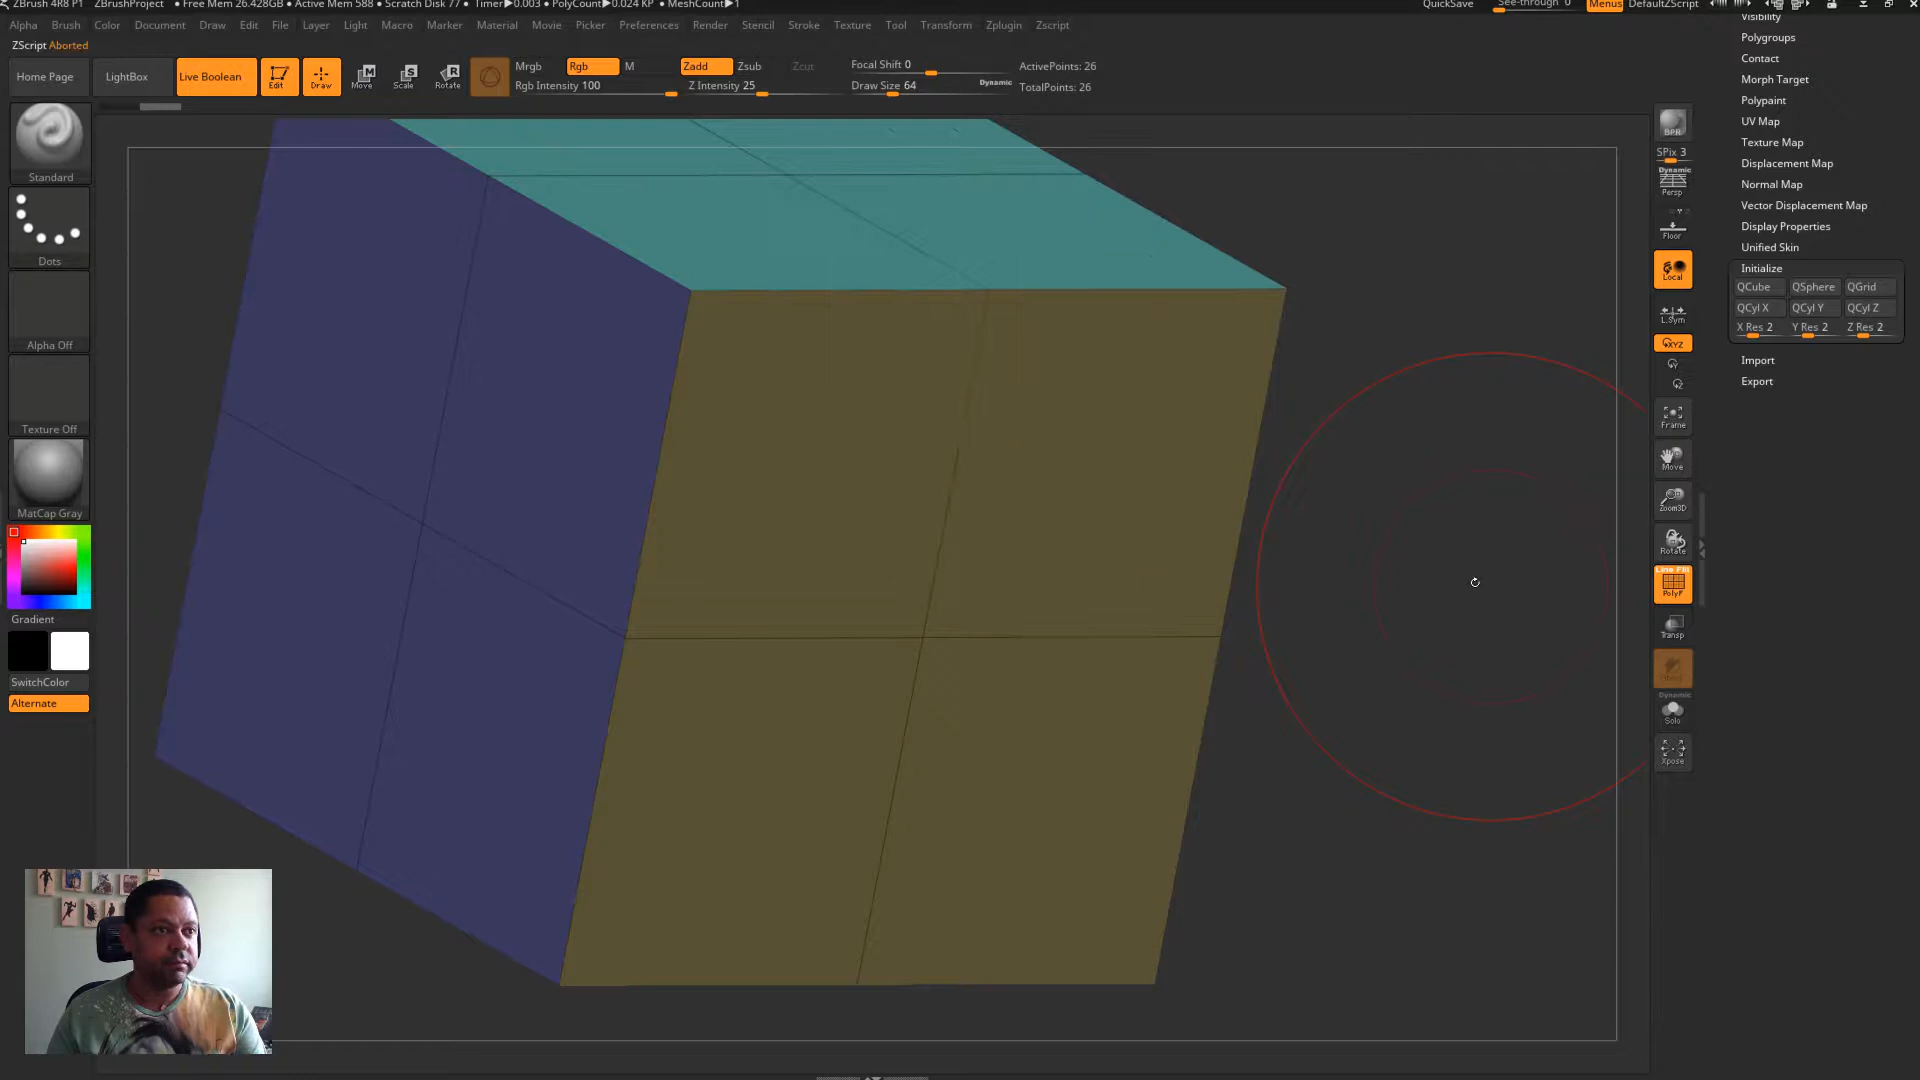 ZBrush 4R8 P1 ZBrushProject ● Free Mem 26.428GB ● Active Mem 588 ● Scratch Disk 77 ● Timer▶0.003 ● PolyCount▶0.024 KP ● MeshCount▶1 QuickSave See-through 0 Menus DefaultZScript
Alpha Brush Color Document Draw Edit File Layer Light Macro Marker Material Movie Picker Preferences Render Stencil Stroke Texture Tool Transform Zplugin Zscript
ZScript Aborted
Home Page LightBox Live Boolean Edit Draw Move Scale Rotate
Mrgb Rgb M Zadd Zsub Zcut Focal Shift 0 ActivePoints: 26
Rgb Intensity 100 Z Intensity 25 Draw Size 64 Dynamic TotalPoints: 26
Standard
Dots
Alpha Off
Texture Off
MatCap Gray
Gradient
SwitchColor
Alternate
BPR
SPix 3
Dynamic
Persp
Floor
Local
L.Sym
XYZ
Y
Z
Frame
Move
Zoom3D
Rotate
Line Fill
PolyF
Transp
Dynamic
Solo
Xpose
Visibility
Polygroups
Contact
Morph Target
Polypaint
UV Map
Texture Map
Displacement Map
Normal Map
Vector Displacement Map
Display Properties
Unified Skin
Initialize
QCube QSphere QGrid
QCyl X QCyl Y QCyl Z
X Res 2 Y Res 2 Z Res 2
Import
Export